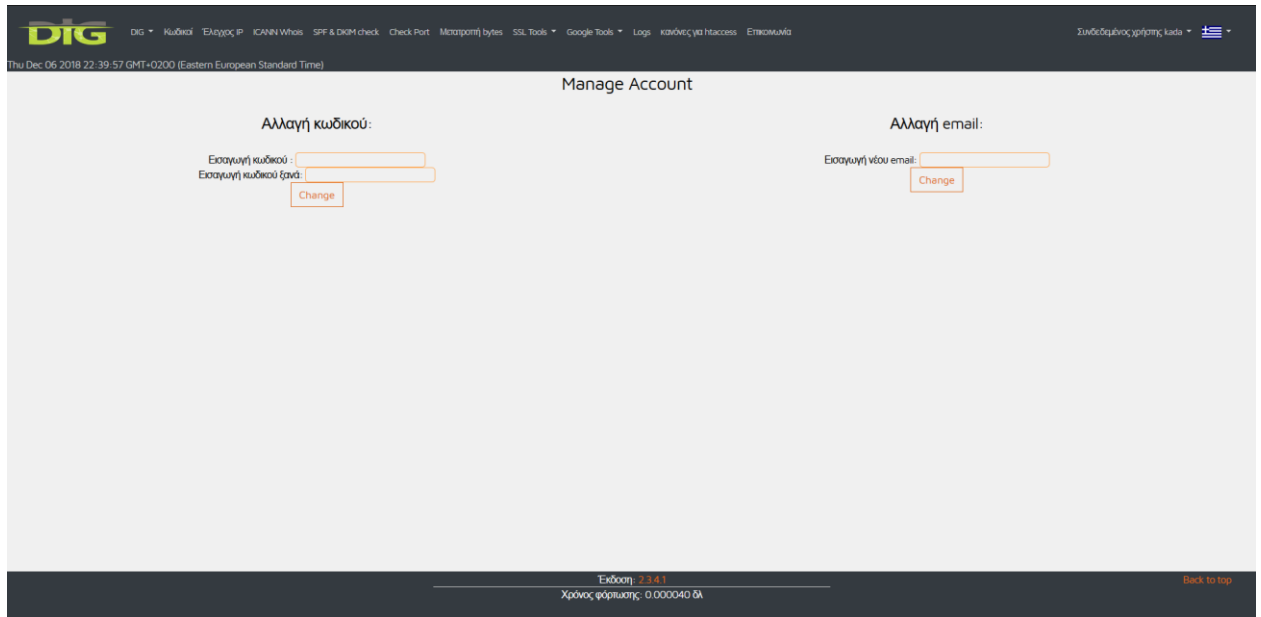 DIG
DIG Κωδικοί Έλεγχος IP ICANN Whois SPF & DKIM check Check Port Μετατροπή bytes SSL Tools Google Tools Logs κανόνες για htaccess Επικοινωνία Συνδεδεμένος χρήστης kada
Thu Dec 06 2018 22:39:57 GMT+0200 (Eastern European Standard Time)
Manage Account
Αλλαγή κωδικού:
Εισαγωγή κωδικού :
Εισαγωγή κωδικού ξανά:
Change
Αλλαγή email:
Εισαγωγή νέου email:
Change
Έκδοση: 2.3.4.1
Χρόνος φόρτωσης: 0.000040 δλ
Back to top